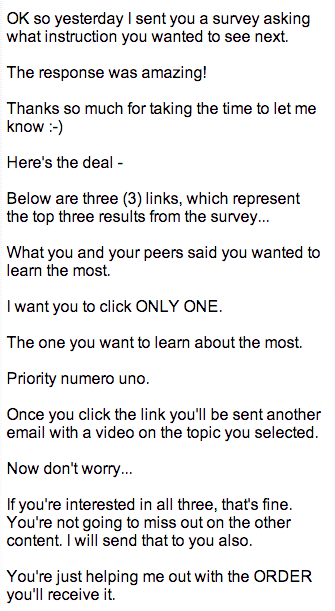 OK so yesterday I sent you a survey asking
what instruction you wanted to see next.
The response was amazing!
Thanks so much for taking the time to let me
know :-)
Here's the deal -
Below are three (3) links, which represent
the top three results from the survey...
What you and your peers said you wanted to
learn the most.
I want you to click ONLY ONE.
The one you want to learn about the most.
Priority numero uno.
Once you click the link you'll be sent another
email with a video on the topic you selected.
Now don't worry...
If you're interested in all three, that's fine.
You're not going to miss out on the other
content. I will send that to you also.
You're just helping me out with the ORDER
you'll receive it.